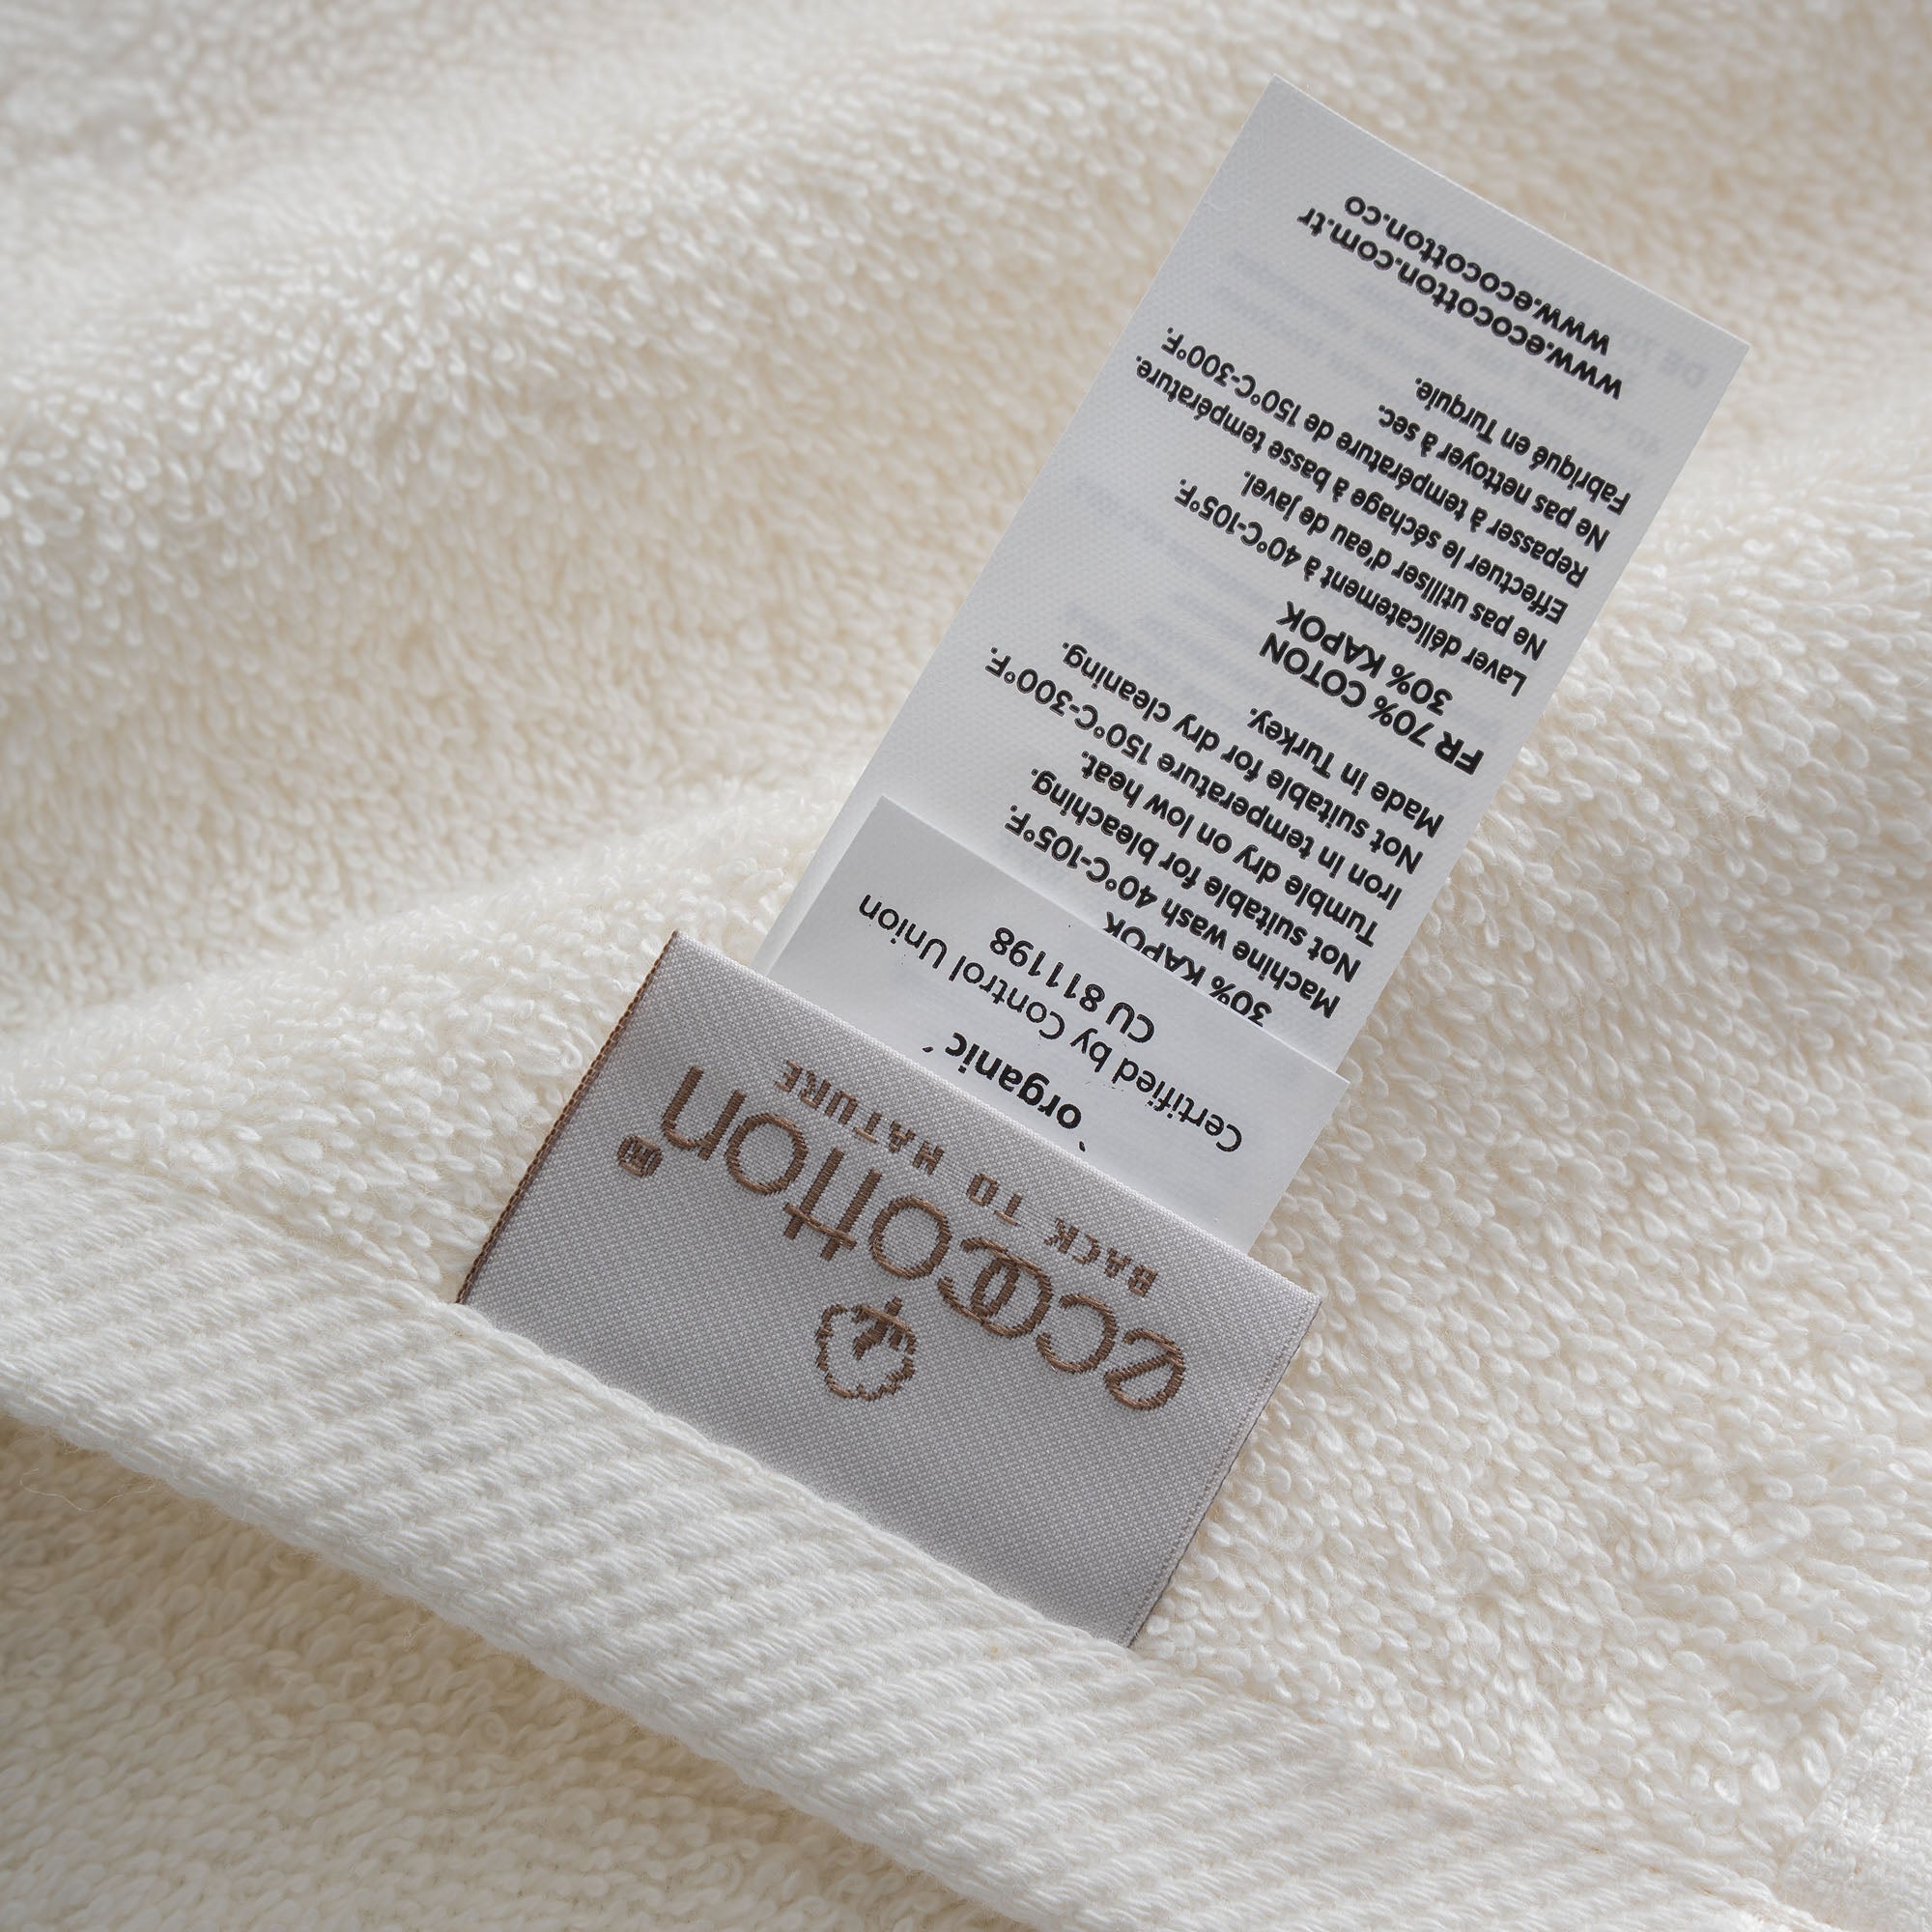 ecocotton®
BACK TO NATURE
' organic '
Certified by Control Union
CU 811198
30% KAPOK
Machine wash 40°C-105°F.
Not suitable for bleaching.
Tumble dry on low heat.
Iron In temperature 150°C-300°F.
Not suitable for dry cleaning.
Made in Turkey.
FR 70% COTON
30% KAPOK
Laver délicatement à 40°C-105°F.
Ne pas utiliser d'eau de javel.
Effectuer le séchage à basse température.
Repasser à température de 150°C-300°F.
Ne pas nettoyer à sec.
Fabriqué en Turquie.
www.ecocotton.com.tr
www.ecocotton.co